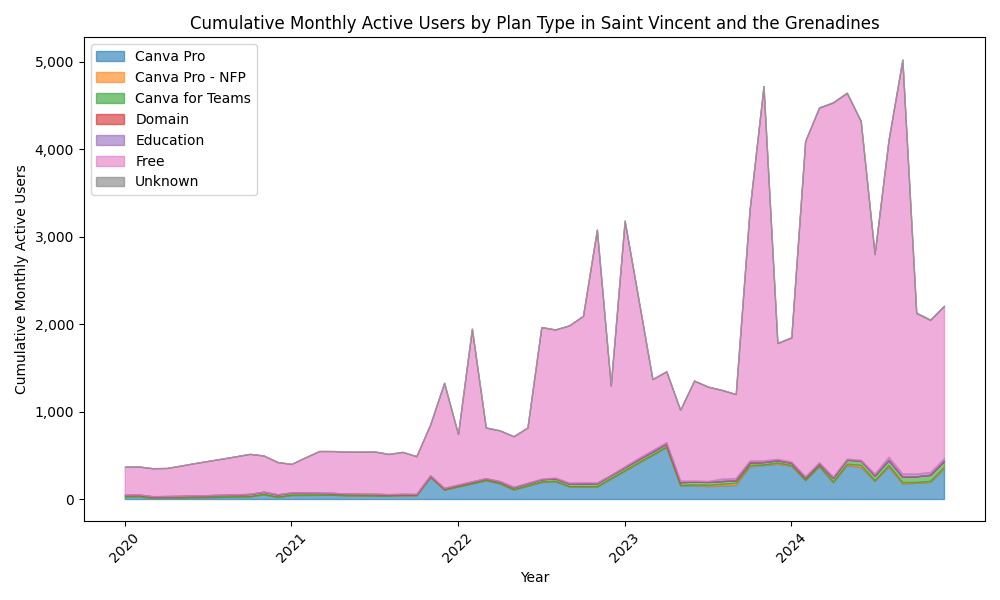 Cumulative Monthly Active Users by Plan Type in Saint Vincent and the Grenadines
Canva Pro
Canva Pro - NFP
Canva for Teams
Domain
Education
Free
Unknown
Cumulative Monthly Active Users
5,000
4,000
3,000
2,000
1,000
0
2020
2021
2022
2023
2024
Year